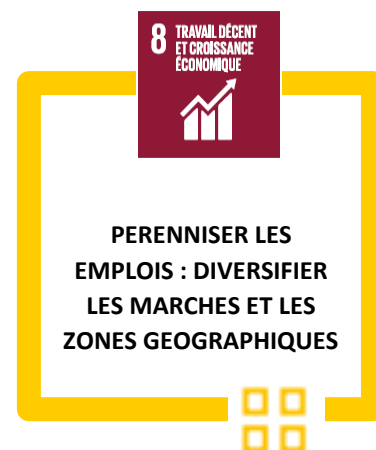 8 TRAVAIL DÉCENT
ET CROISSANCE
ÉCONOMIQUE
PERENNISER LES
EMPLOIS : DIVERSIFIER
LES MARCHES ET LES
ZONES GEOGRAPHIQUES